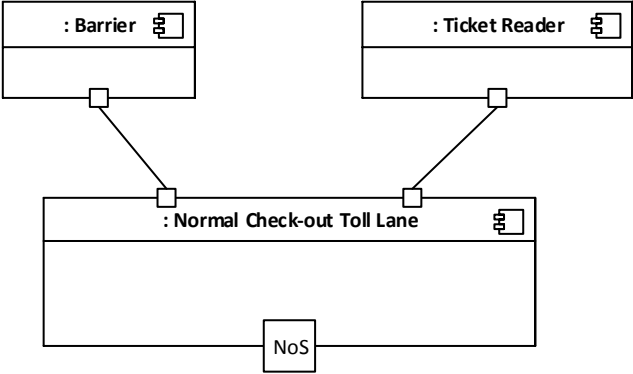 : Barrier
: Ticket Reader
: Normal Check-out Toll Lane
NoS